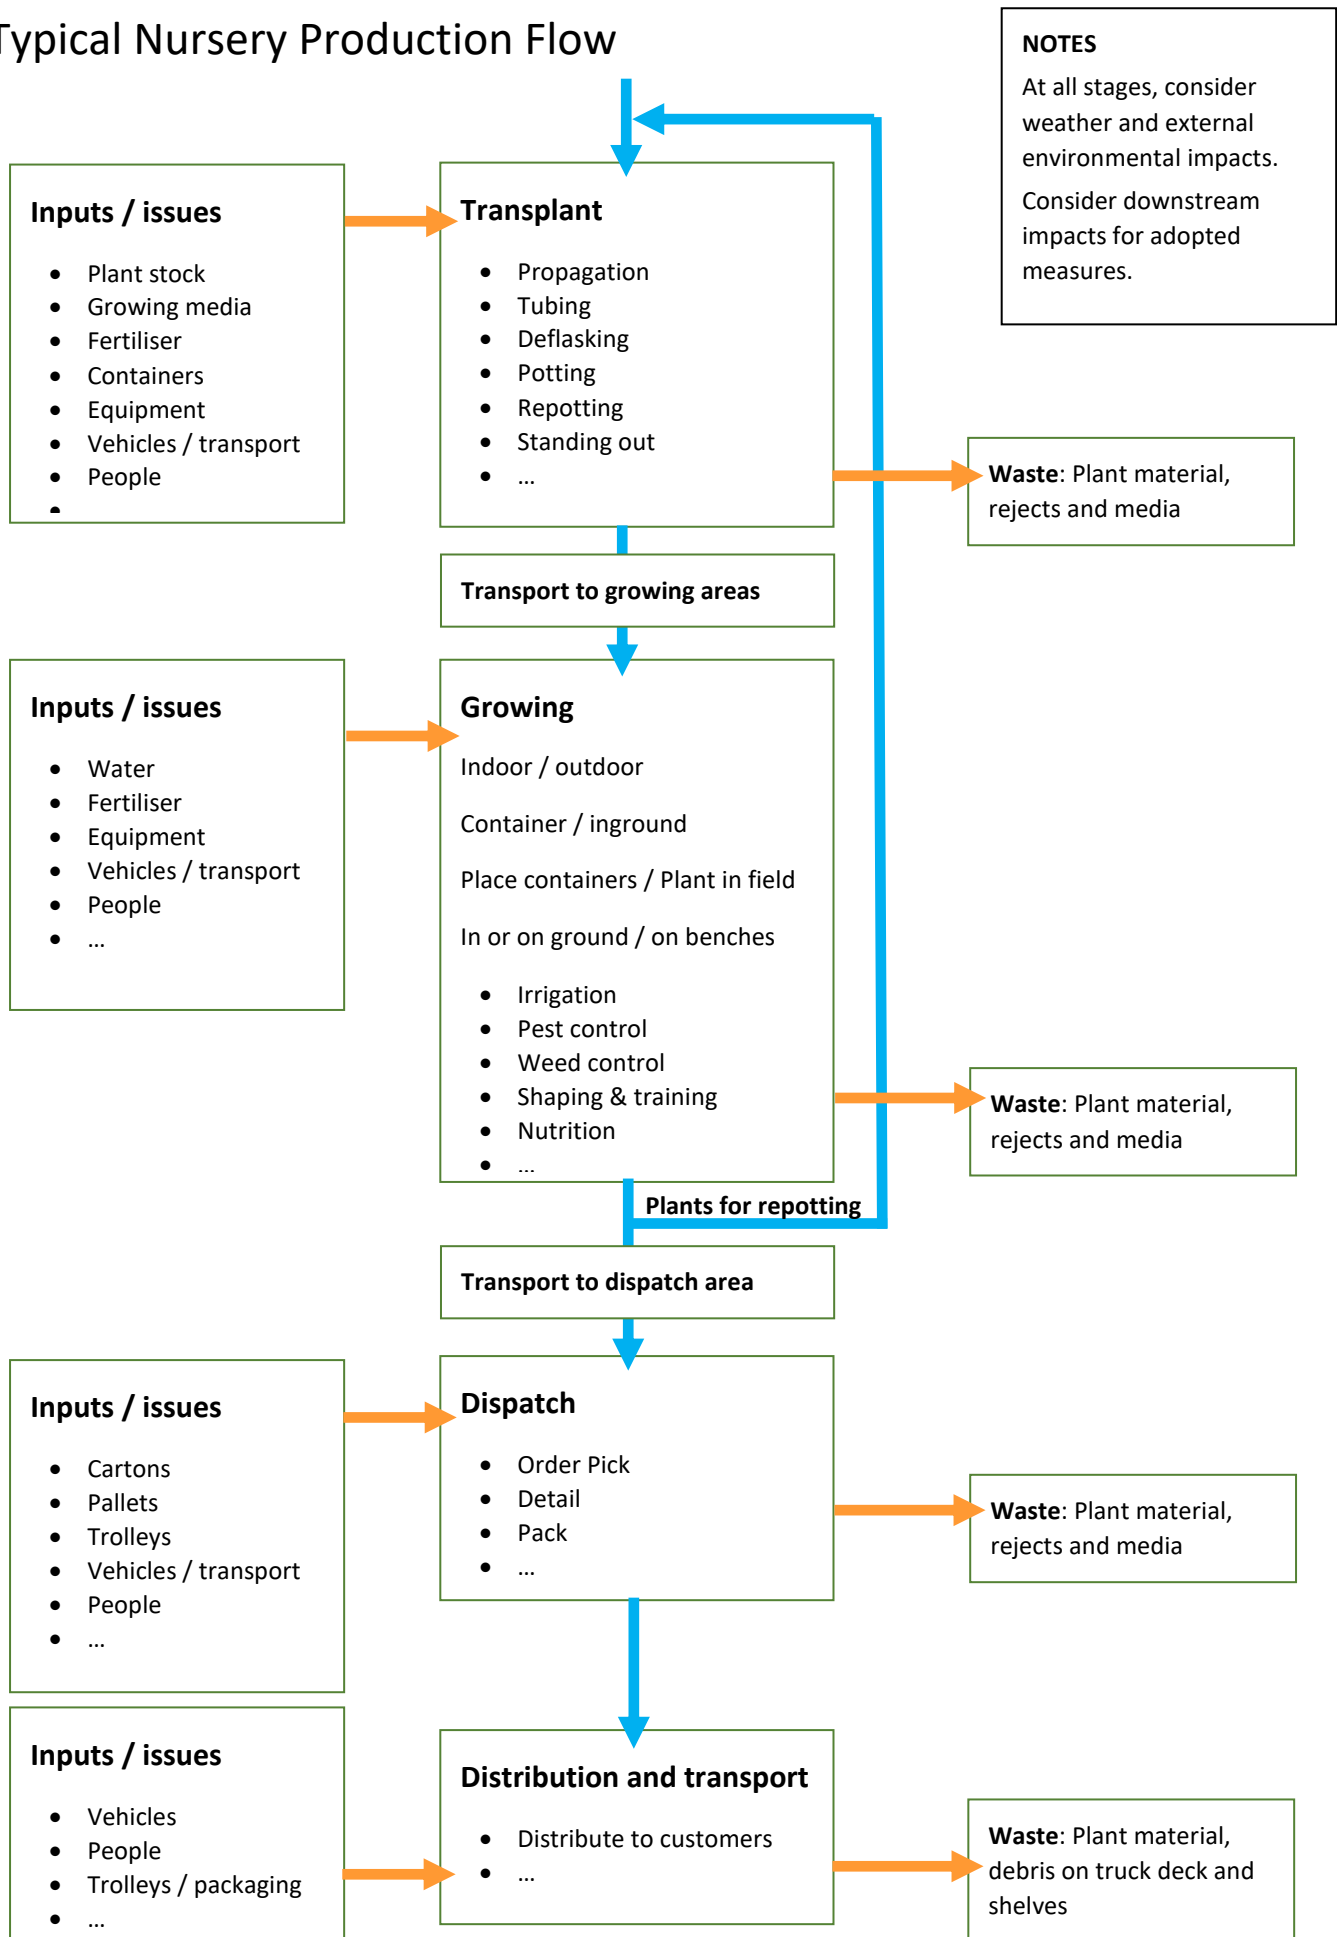 Typical Nursery Production Flow
NOTES
At all stages, consider
weather and external
environmental impacts.
Consider downstream
impacts for adopted
measures.
Inputs / issues
• Plant stock
• Growing media
• Fertiliser
• Containers
• Equipment
• Vehicles / transport
• People
•
Transplant
• Propagation
• Tubing
• Deflasking
• Potting
• Repotting
• Standing out
• ...
Waste: Plant material,
rejects and media
Transport to growing areas
Inputs / issues
• Water
• Fertiliser
• Equipment
• Vehicles / transport
• People
• ...
Growing
Indoor / outdoor
Container / inground
Place containers / Plant in field
In or on ground / on benches
• Irrigation
• Pest control
• Weed control
• Shaping & training
• Nutrition
• ...
Waste: Plant material,
rejects and media
Plants for repotting
Transport to dispatch area
Inputs / issues
• Cartons
• Pallets
• Trolleys
• Vehicles / transport
• People
• ...
Dispatch
• Order Pick
• Detail
• Pack
• ...
Waste: Plant material,
rejects and media
Inputs / issues
• Vehicles
• People
• Trolleys / packaging
• ...
Distribution and transport
• Distribute to customers
• ...
Waste: Plant material,
debris on truck deck and
shelves